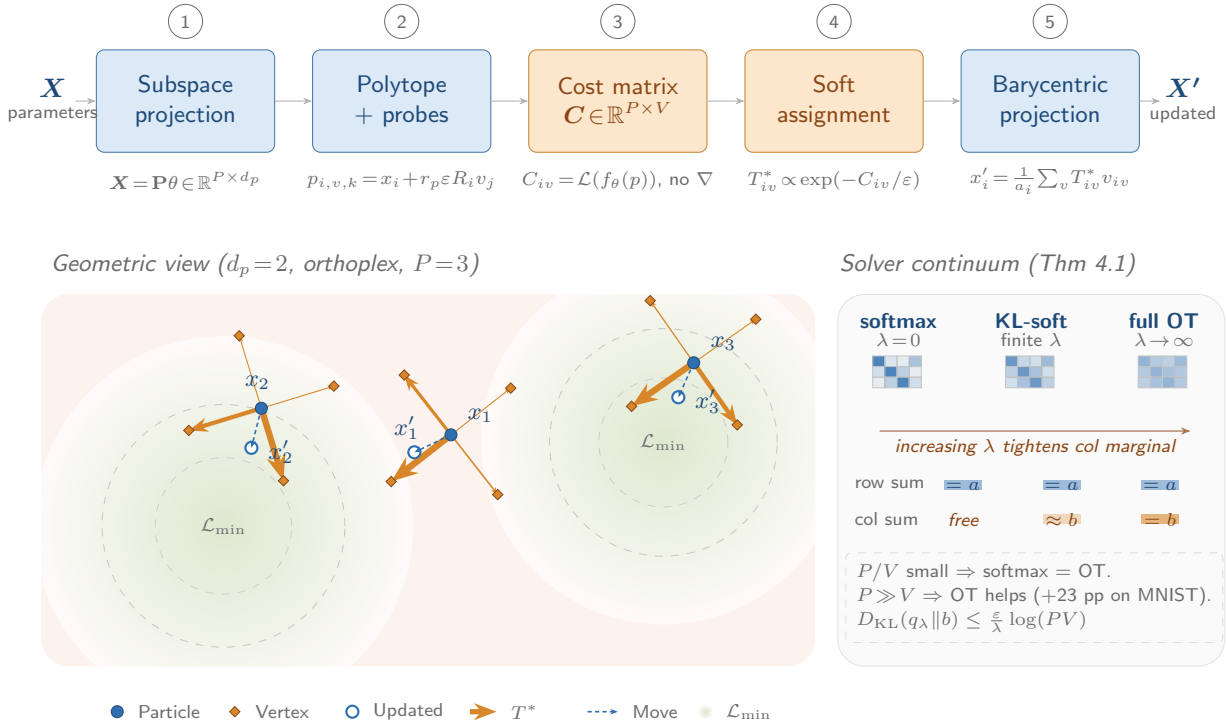 1 2 3 4 5
X
parameters
Subspace
projection
Polytope
+ probes
Cost matrix
C ∈ ℝ^{P×V}
Soft
assignment
Barycentric
projection
X′
updated
X = Pθ ∈ ℝ^{P×d_p}
p_{i,v,k} = x_i + r_p ε R_i v_j
C_{iv} = ℒ(f_θ(p)), no ∇
T*_{iv} ∝ exp(−C_{iv}/ε)
x′_i = 1/a_i ∑_v T*_{iv} v_{iv}
Geometric view (d_p = 2, orthoplex, P = 3)
x_2
x′_2
ℒ_min
x_1
x′_1
x_3
x′_3
ℒ_min
Particle
Vertex
Updated
T*
Move
ℒ_min
Solver continuum (Thm 4.1)
softmax KL-soft full OT
λ = 0 finite λ λ → ∞
increasing λ tightens col marginal
row sum = a = a = a
col sum free ≈ b = b
P/V small ⇒ softmax = OT.
P ≫ V ⇒ OT helps (+23 pp on MNIST).
D_KL(q_λ‖b) ≤ ε/λ log(PV)